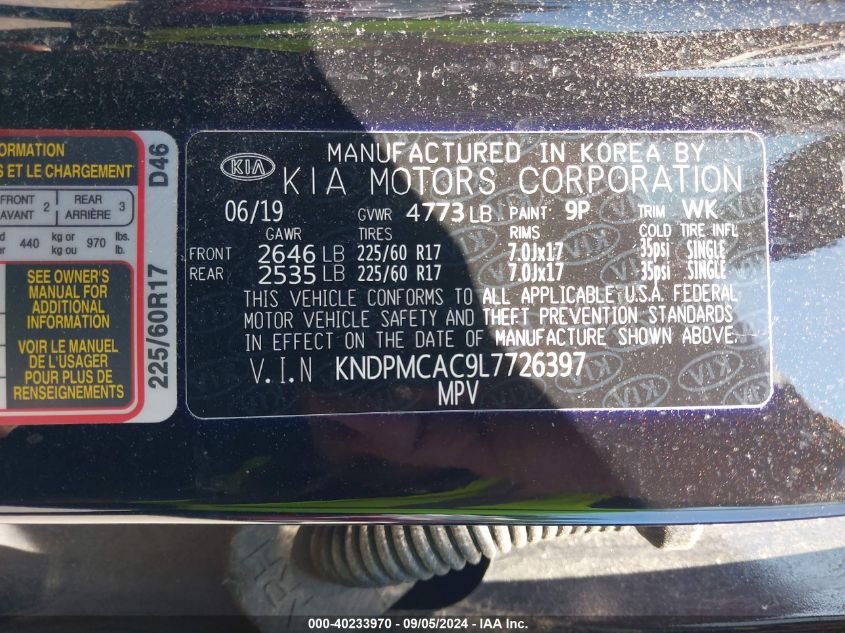 ORMATION
S ET LE CHARGEMENT
FRONT AVANT 2 REAR ARRIÈRE 3
d 440 kg or kg ou 970 lbs. lb.
SEE OWNER'S
MANUAL FOR
ADDITIONAL
INFORMATION
VOIR LE MANUEL
DE L'USAGER
POUR PLUS DE
RENSEIGNEMENTS
225/60R17 D46
KIA
MANUFACTURED IN KOREA BY
KIA MOTORS CORPORATION
06/19 GVWR 4773 LB PAINT 9P TRIM WK
GAWR TIRES RIMS COLD TIRE INFL
FRONT 2646 LB 225/60 R17 7.0Jx17 35psi SINGLE
REAR 2535 LB 225/60 R17 7.0Jx17 35psi SINGLE
THIS VEHICLE CONFORMS TO ALL APPLICABLE U.S.A. FEDERAL
MOTOR VEHICLE SAFETY AND THEFT PREVENTION STANDARDS
IN EFFECT ON THE DATE OF MANUFACTURE SHOWN ABOVE.
V.I.N KNDPMCAC9L7726397
MPV
000-40233970 - 09/05/2024 - IAA Inc.